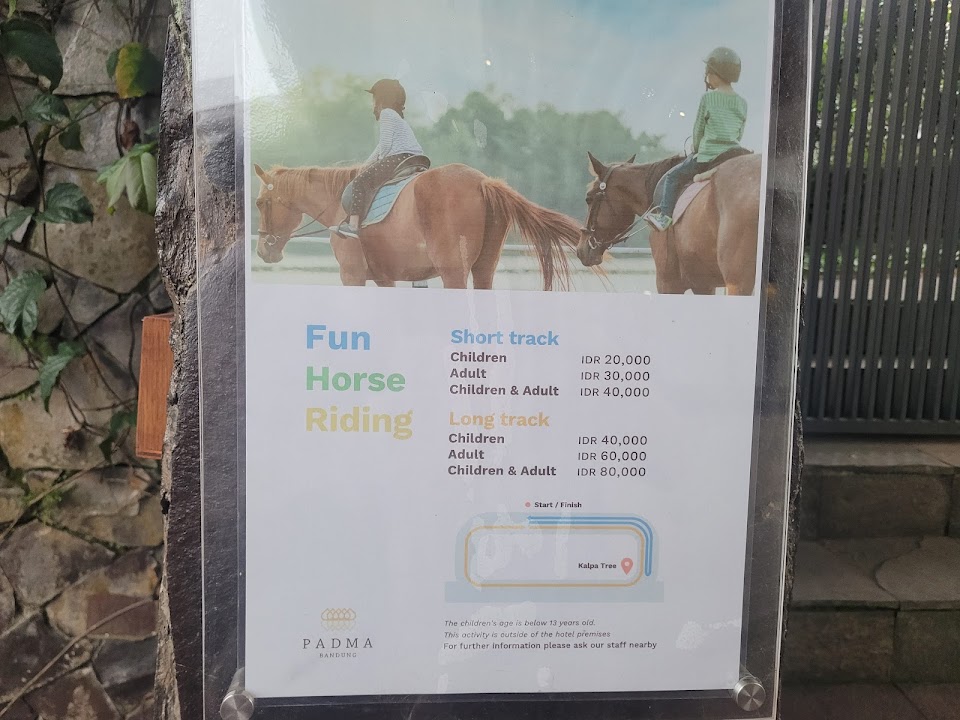 Fun
Horse
Riding
Short track
Children IDR 20,000
Adult IDR 30,000
Children & Adult IDR 40,000
Long track
Children IDR 40,000
Adult IDR 60,000
Children & Adult IDR 80,000
Start / Finish
Kalpa Tree
The children's age is below 13 years old.
This activity is outside of the hotel premises
For further information please ask our staff nearby
PADMA
BANDUNG